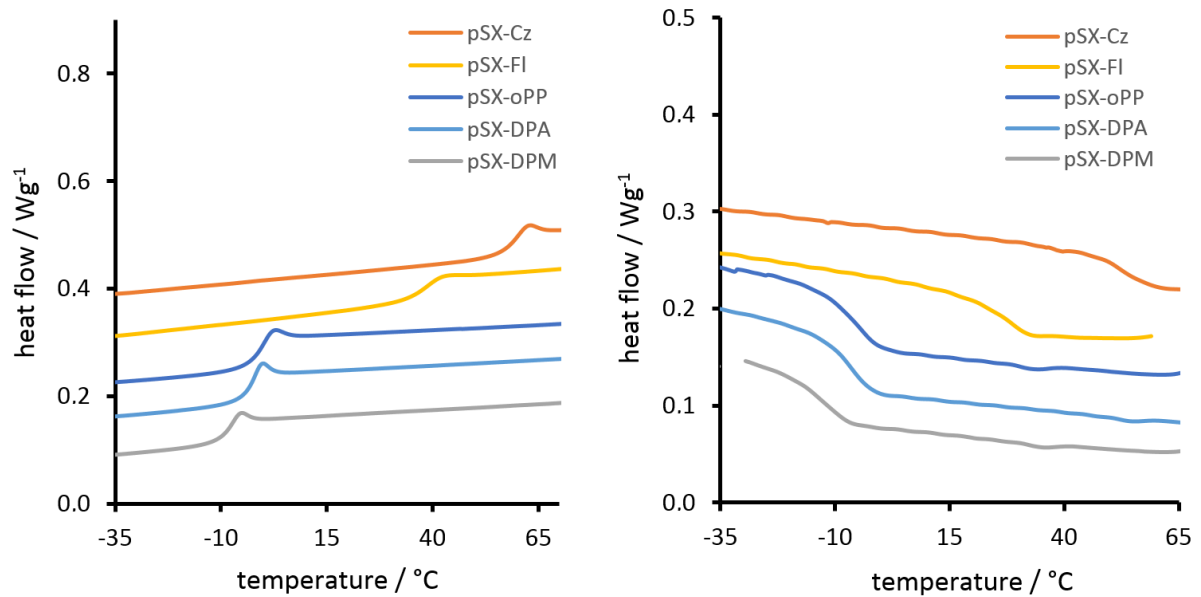 pSX-Cz
pSX-Fl
pSX-oPP
pSX-DPA
pSX-DPM
0.8
0.6
0.4
0.2
0.0
heat flow / Wg⁻¹
-35 -10 15 40 65
temperature / °C
pSX-Cz
pSX-Fl
pSX-oPP
pSX-DPA
pSX-DPM
0.5
0.4
0.3
0.2
0.1
0.0
heat flow / Wg⁻¹
-35 -10 15 40 65
temperature / °C